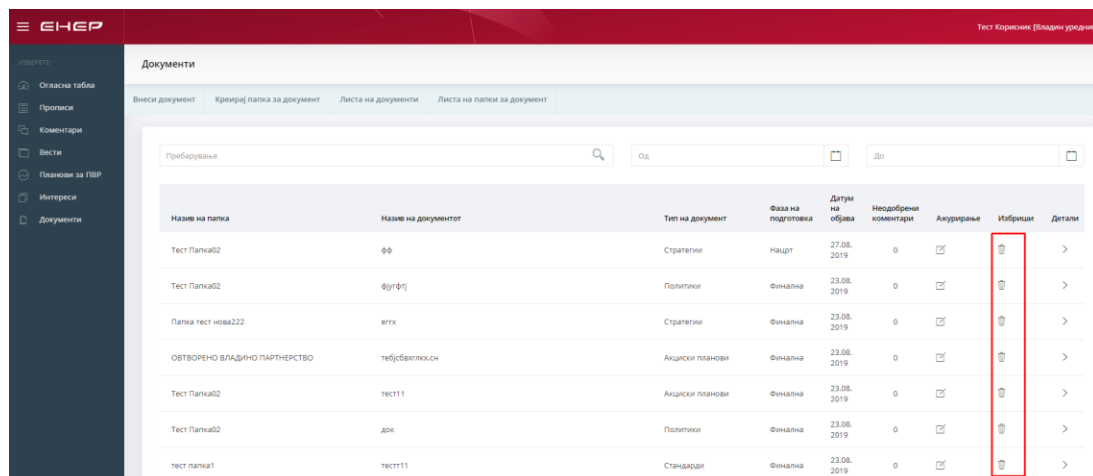 ЕНЕР
Тест Корисник [Владин уредни
ИЗБЕРЕТЕ
Огласна табла
Прописи
Коментари
Вести
Планови за ПВР
Интереси
Документи
Документи
Внеси документ Креирај папка за документ Листа на документи Листа на папки за документ
Пребарување Од До
Назив на папка Назив на документот Тип на документ Фаза на подготовка Датум на објава Неодобрени коментари Ажурирање Избриши Детали
Тест Папка02 фф Стратегии Нацрт 27.08.2019 0
Тест Папка02 фјугфтј Политики Финална 23.08.2019 0
Папка тест нова222 Стратегии Финална 23.08.2019 0
ОВТВОРЕНО ВЛАДИНО ПАРТНЕРСТВО Акциски планови Финална 23.08.2019 0
Тест Папка02 тест11 Акциски планови Финална 23.08.2019 0
Тест Папка02 док Политики Финална 23.08.2019 0
тест папка1 тестт11 Стандарди Финална 23.08.2019 0